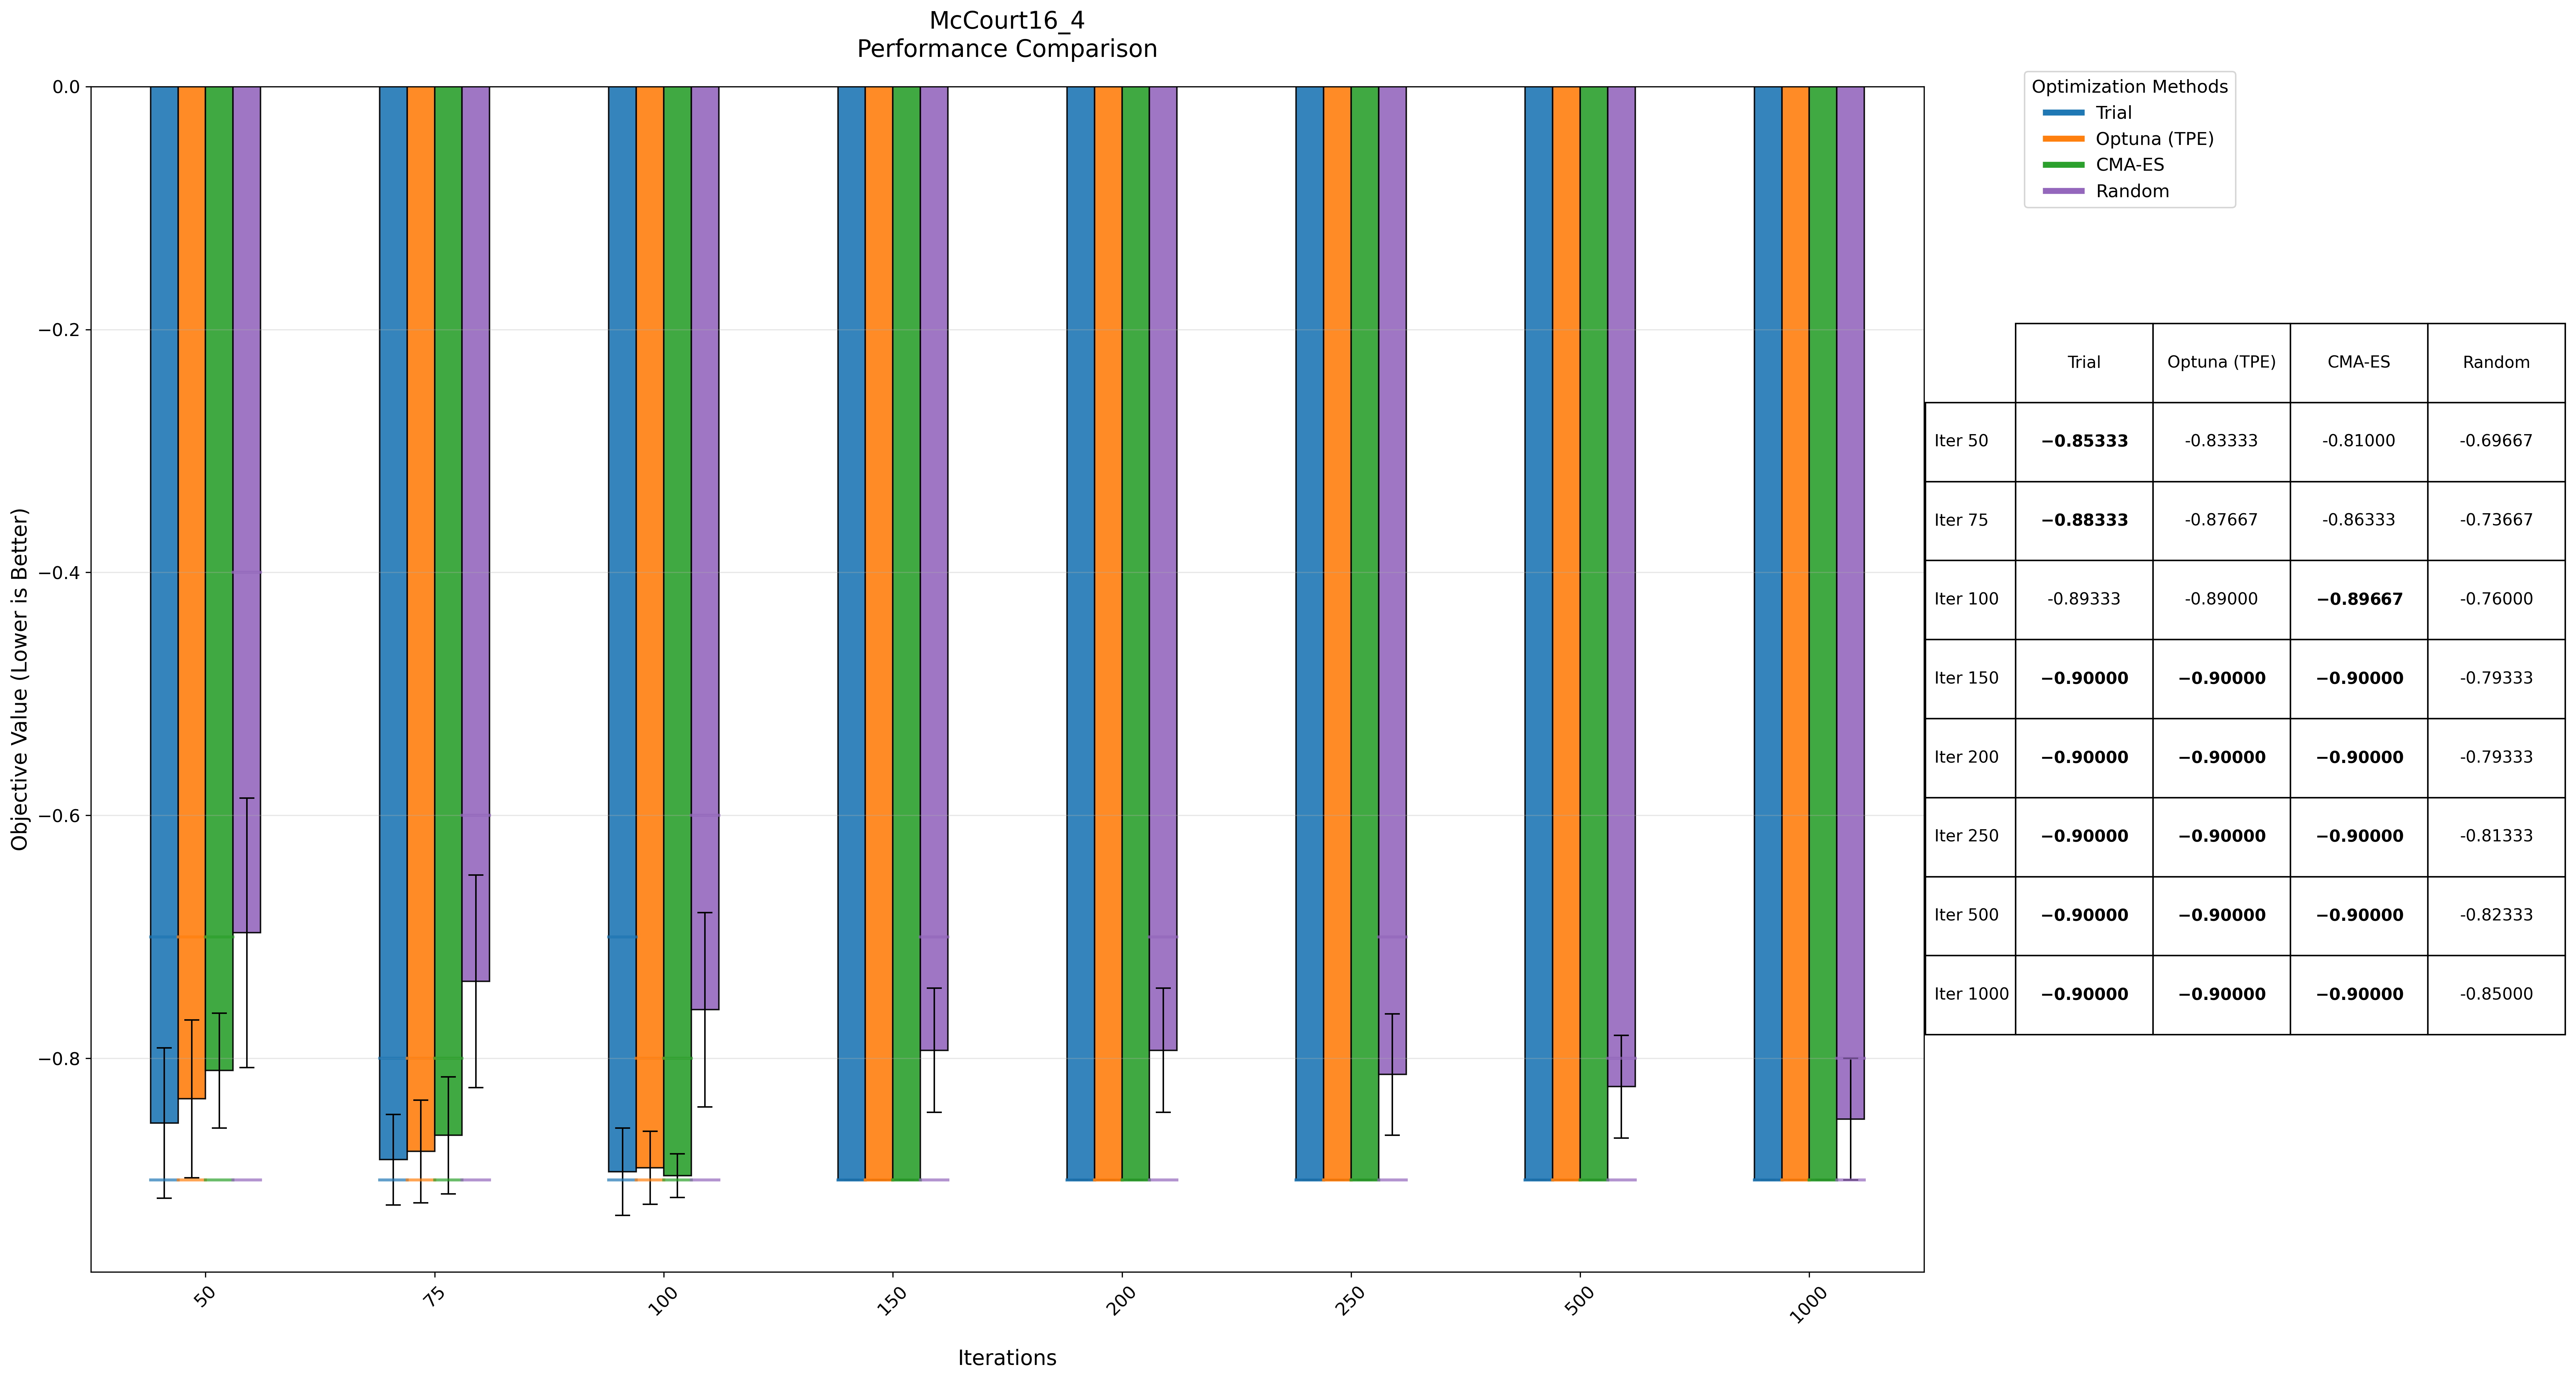 McCourt16_4
Performance Comparison
Objective Value (Lower is Better)
0.0
−0.2
−0.4
−0.6
−0.8
50
75
100
150
200
250
500
1000
Iterations
Optimization Methods
Trial
Optuna (TPE)
CMA-ES
Random
Trial Optuna (TPE) CMA-ES Random
Iter 50 −0.85333 -0.83333 -0.81000 -0.69667
Iter 75 −0.88333 -0.87667 -0.86333 -0.73667
Iter 100 -0.89333 -0.89000 −0.89667 -0.76000
Iter 150 −0.90000 −0.90000 −0.90000 -0.79333
Iter 200 −0.90000 −0.90000 −0.90000 -0.79333
Iter 250 −0.90000 −0.90000 −0.90000 -0.81333
Iter 500 −0.90000 −0.90000 −0.90000 -0.82333
Iter 1000 −0.90000 −0.90000 −0.90000 -0.85000